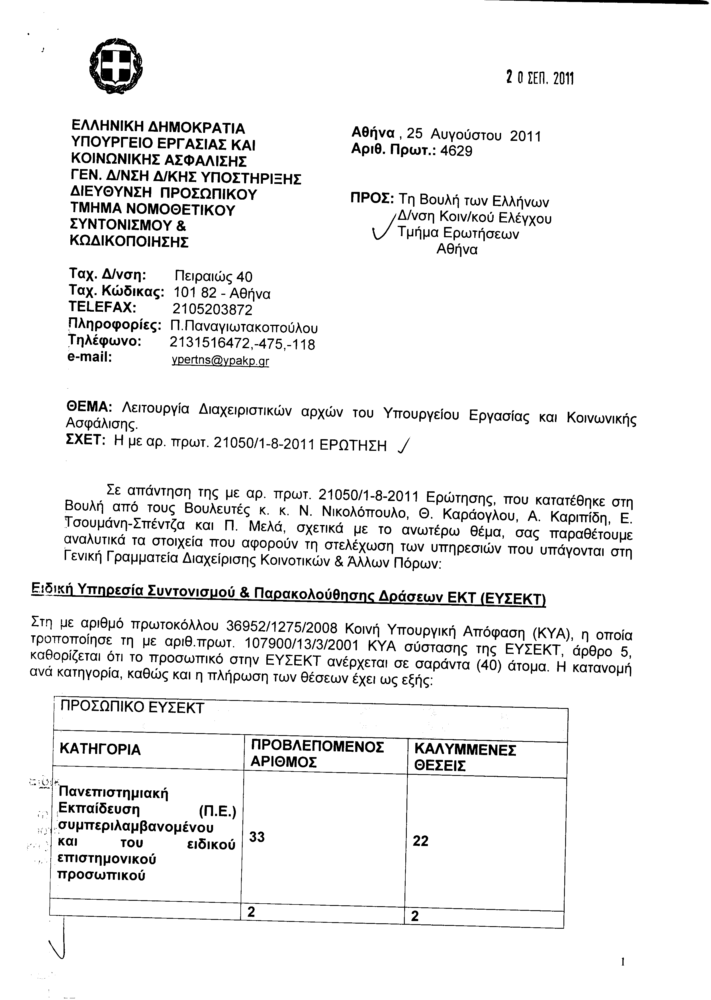 2 0 ΣΕΠ. 2011
ΕΛΛΗΝΙΚΗ ΔΗΜΟΚΡΑΤΙΑ
ΥΠΟΥΡΓΕΙΟ ΕΡΓΑΣΙΑΣ ΚΑΙ
ΚΟΙΝΩΝΙΚΗΣ ΑΣΦΑΛΙΣΗΣ
ΓΕΝ. Δ/ΝΣΗ Δ/ΚΗΣ ΥΠΟΣΤΗΡΙΞΗΣ
ΔΙΕΥΘΥΝΣΗ ΠΡΟΣΩΠΙΚΟΥ
ΤΜΗΜΑ ΝΟΜΟΘΕΤΙΚΟΥ
ΣΥΝΤΟΝΙΣΜΟΥ &
ΚΩΔΙΚΟΠΟΙΗΣΗΣ
Αθήνα , 25 Αυγούστου 2011
Αριθ. Πρωτ.: 4629
ΠΡΟΣ: Τη Βουλή των Ελλήνων
Δ/νση Κοιν/κού Ελέγχου
Τμήμα Ερωτήσεων
Αθήνα
Ταχ. Δ/νση: Πειραιώς 40
Ταχ. Κώδικας: 101 82 - Αθήνα
TELEFAX: 2105203872
Πληροφορίες: Π.Παναγιωτακοπούλου
Τηλέφωνο: 2131516472,-475,-118
e-mail: ypertns@ypakp.gr
ΘΕΜΑ: Λειτουργία Διαχειριστικών αρχών του Υπουργείου Εργασίας και Κοινωνικής
Ασφάλισης.
ΣΧΕΤ: Η με αρ. πρωτ. 21050/1-8-2011 ΕΡΩΤΗΣΗ
Σε απάντηση της με αρ. πρωτ. 21050/1-8-2011 Ερώτησης, που κατατέθηκε στη
Βουλή από τους Βουλευτές κ. κ. Ν. Νικολόπουλο, Θ. Καράογλου, Α. Καριπίδη, Ε.
Τσουμάνη-Σπέντζα και Π. Μελά, σχετικά με το ανωτέρω θέμα, σας παραθέτουμε
αναλυτικά τα στοιχεία που αφορούν τη στελέχωση των υπηρεσιών που υπάγονται στη
Γενική Γραμματεία Διαχείρισης Κοινοτικών & Άλλων Πόρων:
Ειδική Υπηρεσία Συντονισμού & Παρακολούθησης Δράσεων ΕΚΤ (ΕΥΣΕΚΤ)
Στη με αριθμό πρωτοκόλλου 36952/1275/2008 Κοινή Υπουργική Απόφαση (ΚΥΑ), η οποία
τροποποίησε τη με αριθ.πρωτ. 107900/13/3/2001 ΚΥΑ σύστασης της ΕΥΣΕΚΤ, άρθρο 5,
καθορίζεται ότι το προσωπικό στην ΕΥΣΕΚΤ ανέρχεται σε σαράντα (40) άτομα. Η κατανομή
ανά κατηγορία, καθώς και η πλήρωση των θέσεων έχει ως εξής:
ΠΡΟΣΩΠΙΚΟ ΕΥΣΕΚΤ
ΚΑΤΗΓΟΡΙΑ
ΠΡΟΒΛΕΠΟΜΕΝΟΣ
ΑΡΙΘΜΟΣ
ΚΑΛΥΜΜΕΝΕΣ
ΘΕΣΕΙΣ
Πανεπιστημιακή
Εκπαίδευση (Π.Ε.)
συμπεριλαμβανομένου
και του ειδικού
επιστημονικού
προσωπικού
33
22
2
2
1